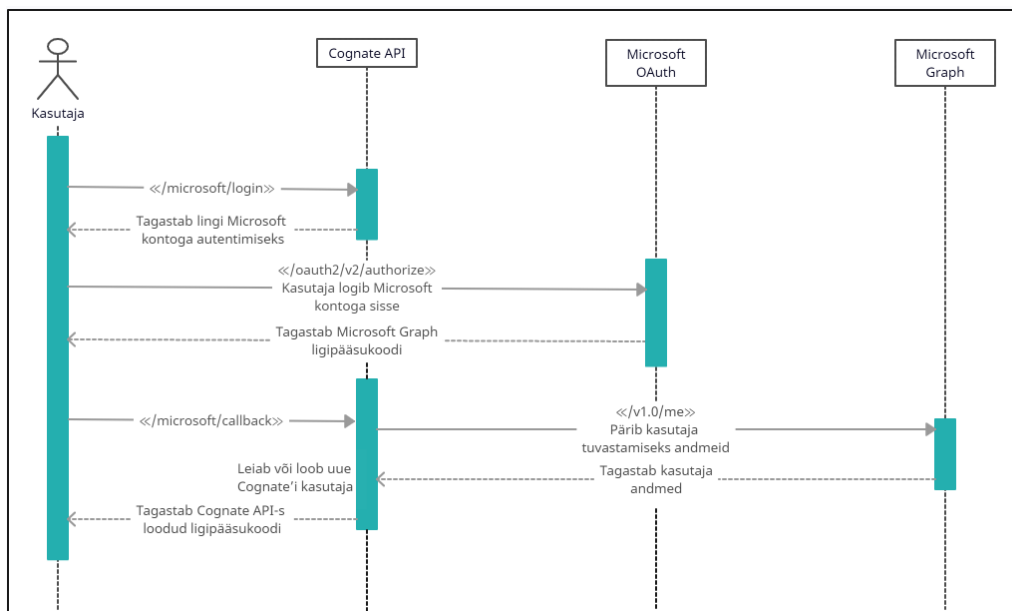 Kasutaja
Cognate API
Microsoft
OAuth
Microsoft
Graph
≪/microsoft/login≫
Tagastab lingi Microsoft
kontoga autentimiseks
≪/oauth2/v2/authorize≫
Kasutaja logib Microsoft
kontoga sisse
Tagastab Microsoft Graph
ligipääsukoodi
≪/microsoft/callback≫
≪/v1.0/me≫
Pärib kasutaja
tuvastamiseks andmeid
Leiab või loob uue
Cognate'i kasutaja
Tagastab kasutaja
andmed
Tagastab Cognate API-s
loodud ligipääsukoodi